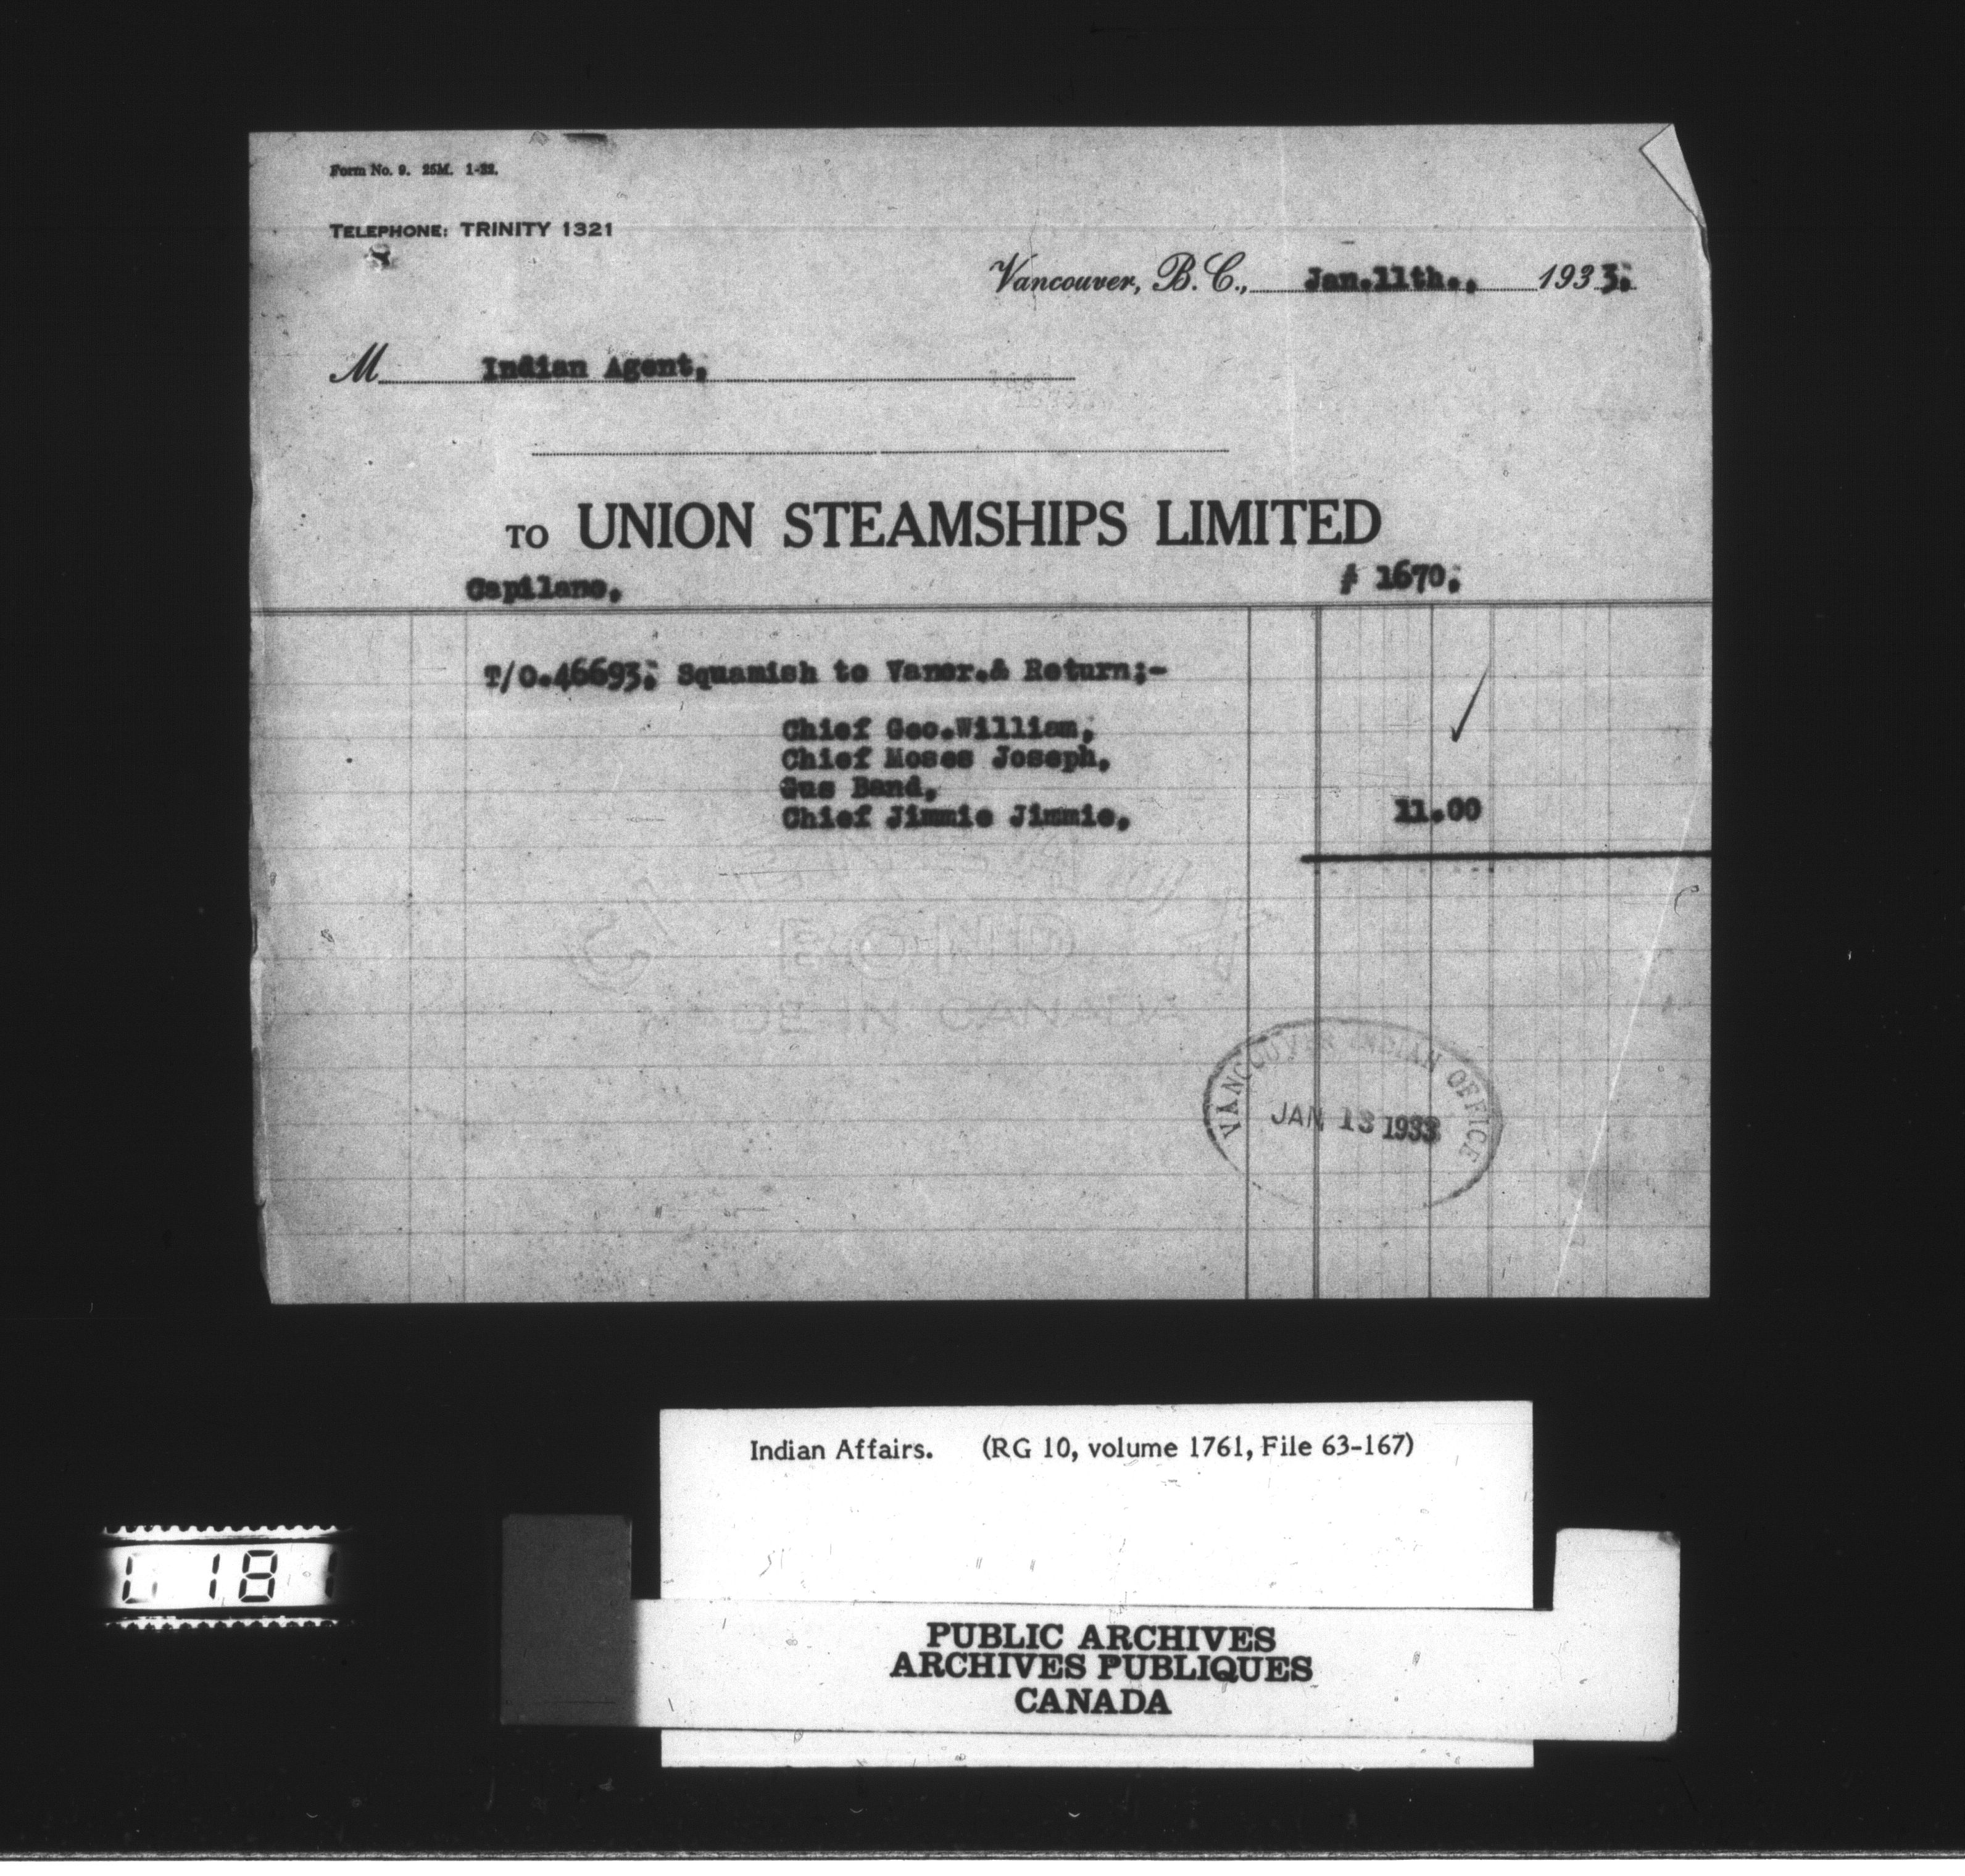 Form No. 9. 25M. 1-32.
TELEPHONE: TRINITY 1321
Vancouver, B.C., Jan.11th., 1933.
M Indian Agent,
TO UNION STEAMSHIPS LIMITED
Capilano, # 1670.
T/O.46693. Squamish to Vancr.& Return;-
Chief Geo.William,
Chief Moses Joseph,
Gus Band,
Chief Jimmie Jimmie, 11.00
BOND
MADE IN CANADA
VANCOUVER INDIAN OFFICE
JAN 13 1933
Indian Affairs. (RG 10, volume 1761, File 63-167)
18
PUBLIC ARCHIVES
ARCHIVES PUBLIQUES
CANADA